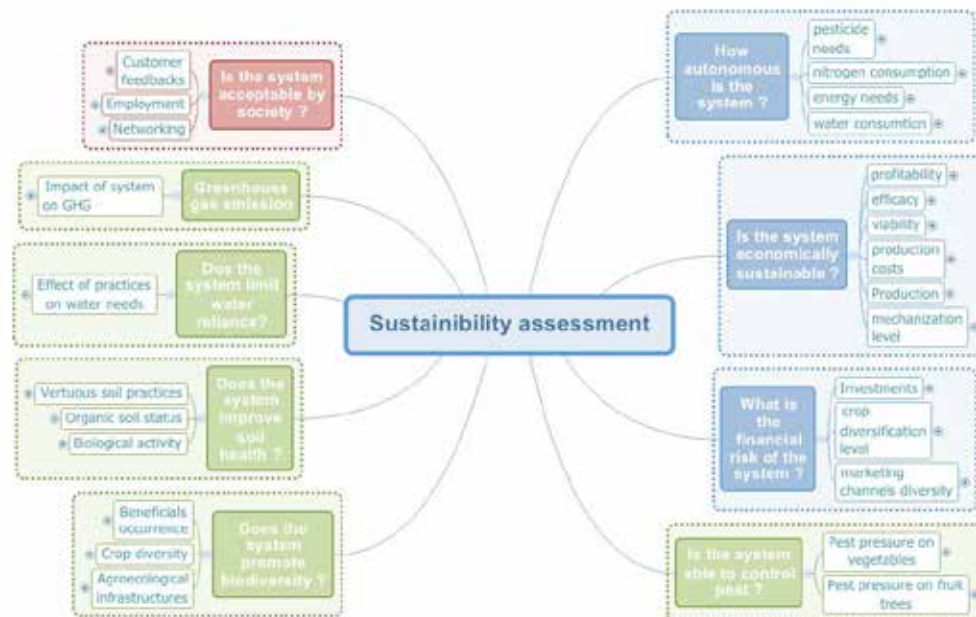 Sustainibility assessment
Is the system
acceptable by
society ?
Customer
feedbacks
Employment
Networking
Greenhouse
gas emission
Impact of system
on GHG
Dos the
system limit
water
reliance?
Effect of practices
on water needs
Does the
system
improve
soil
health ?
Vertuous soil practices
Organic soil status
Biological activity
Does the
system
promote
biodiversity ?
Beneficials
occurrence
Crop diversity
Agroecological
infrastructures
How
autonomous
is the
system ?
pesticide
needs
nitrogen consumption
energy needs
water consumtion
Is the system
economically
sustainable ?
profitability
efficacy
viability
production
costs
Production
mechanization
level
What is
the
financial
risk of the
system ?
Investments
crop
diversification
level
marketing
channels diversity
Is the system
able to control
pest ?
Pest pressure on
vegetables
Pest pressure on fruit
trees